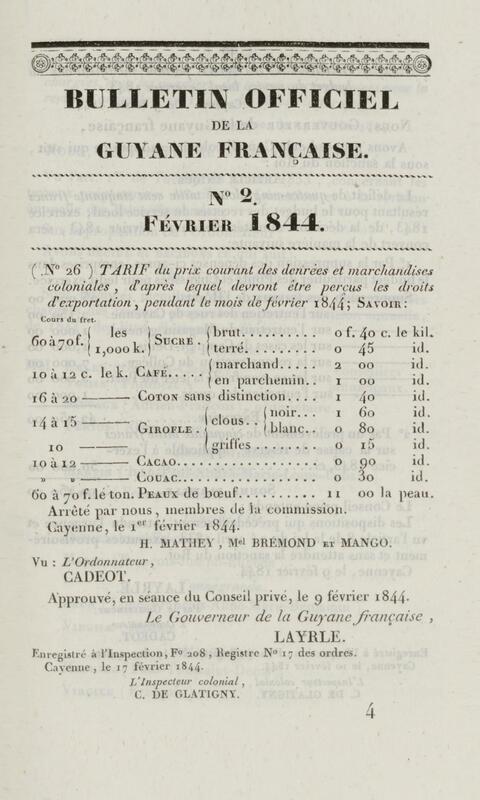 BULLETIN OFFICIEL
DE LA
GUYANE FRANÇAISE.
N° 2.
FÉVRIER 1844.
( N° 26 ) TARIF du prix courant des denrées et marchandises
coloniales, d'après lequel devront être perçus les droits
d'exportation, pendant le mois de février 1844; SAVOIR:
Cours du fret.
60 à 70 f. { les 1,000 k. } SUCRE. { brut.......... 0 f. 40 c. le kil.
{ terré.......... 0 45 id.
10 à 12 c. le k. CAFÉ..... { marchand...... 2 00 id.
{ en parchemin.. 1 00 id.
16 à 20 ——— COTON sans distinction.... 1 40 id.
14 à 15 ——— GIROFLE. { clous.. { noir... 1 60 id.
{ blanc.. 0 80 id.
10 ——— { griffes ...... 0 15 id.
10 à 12 ——— CACAO.................. 0 90 id.
» » ——— COUAC.................. 0 30 id.
60 à 70 f. le ton. PEAUX de bœuf.......... 11 00 la peau.
Arrêté par nous, membres de la commission.
Cayenne, le 1er février 1844.
H. MATHEY, Mel BREMOND ET MANGO.
Vu : L'Ordonnateur,
CADEOT.
Approuvé, en séance du Conseil privé, le 9 février 1844.
Le Gouverneur de la Guyane française,
LAYRLE.
Enregistré à l'Inspection, F° 208, Registre N° 17 des ordres.
Cayenne, le 17 février 1844.
L'Inspecteur colonial,
C. DE GLATIGNY.
4